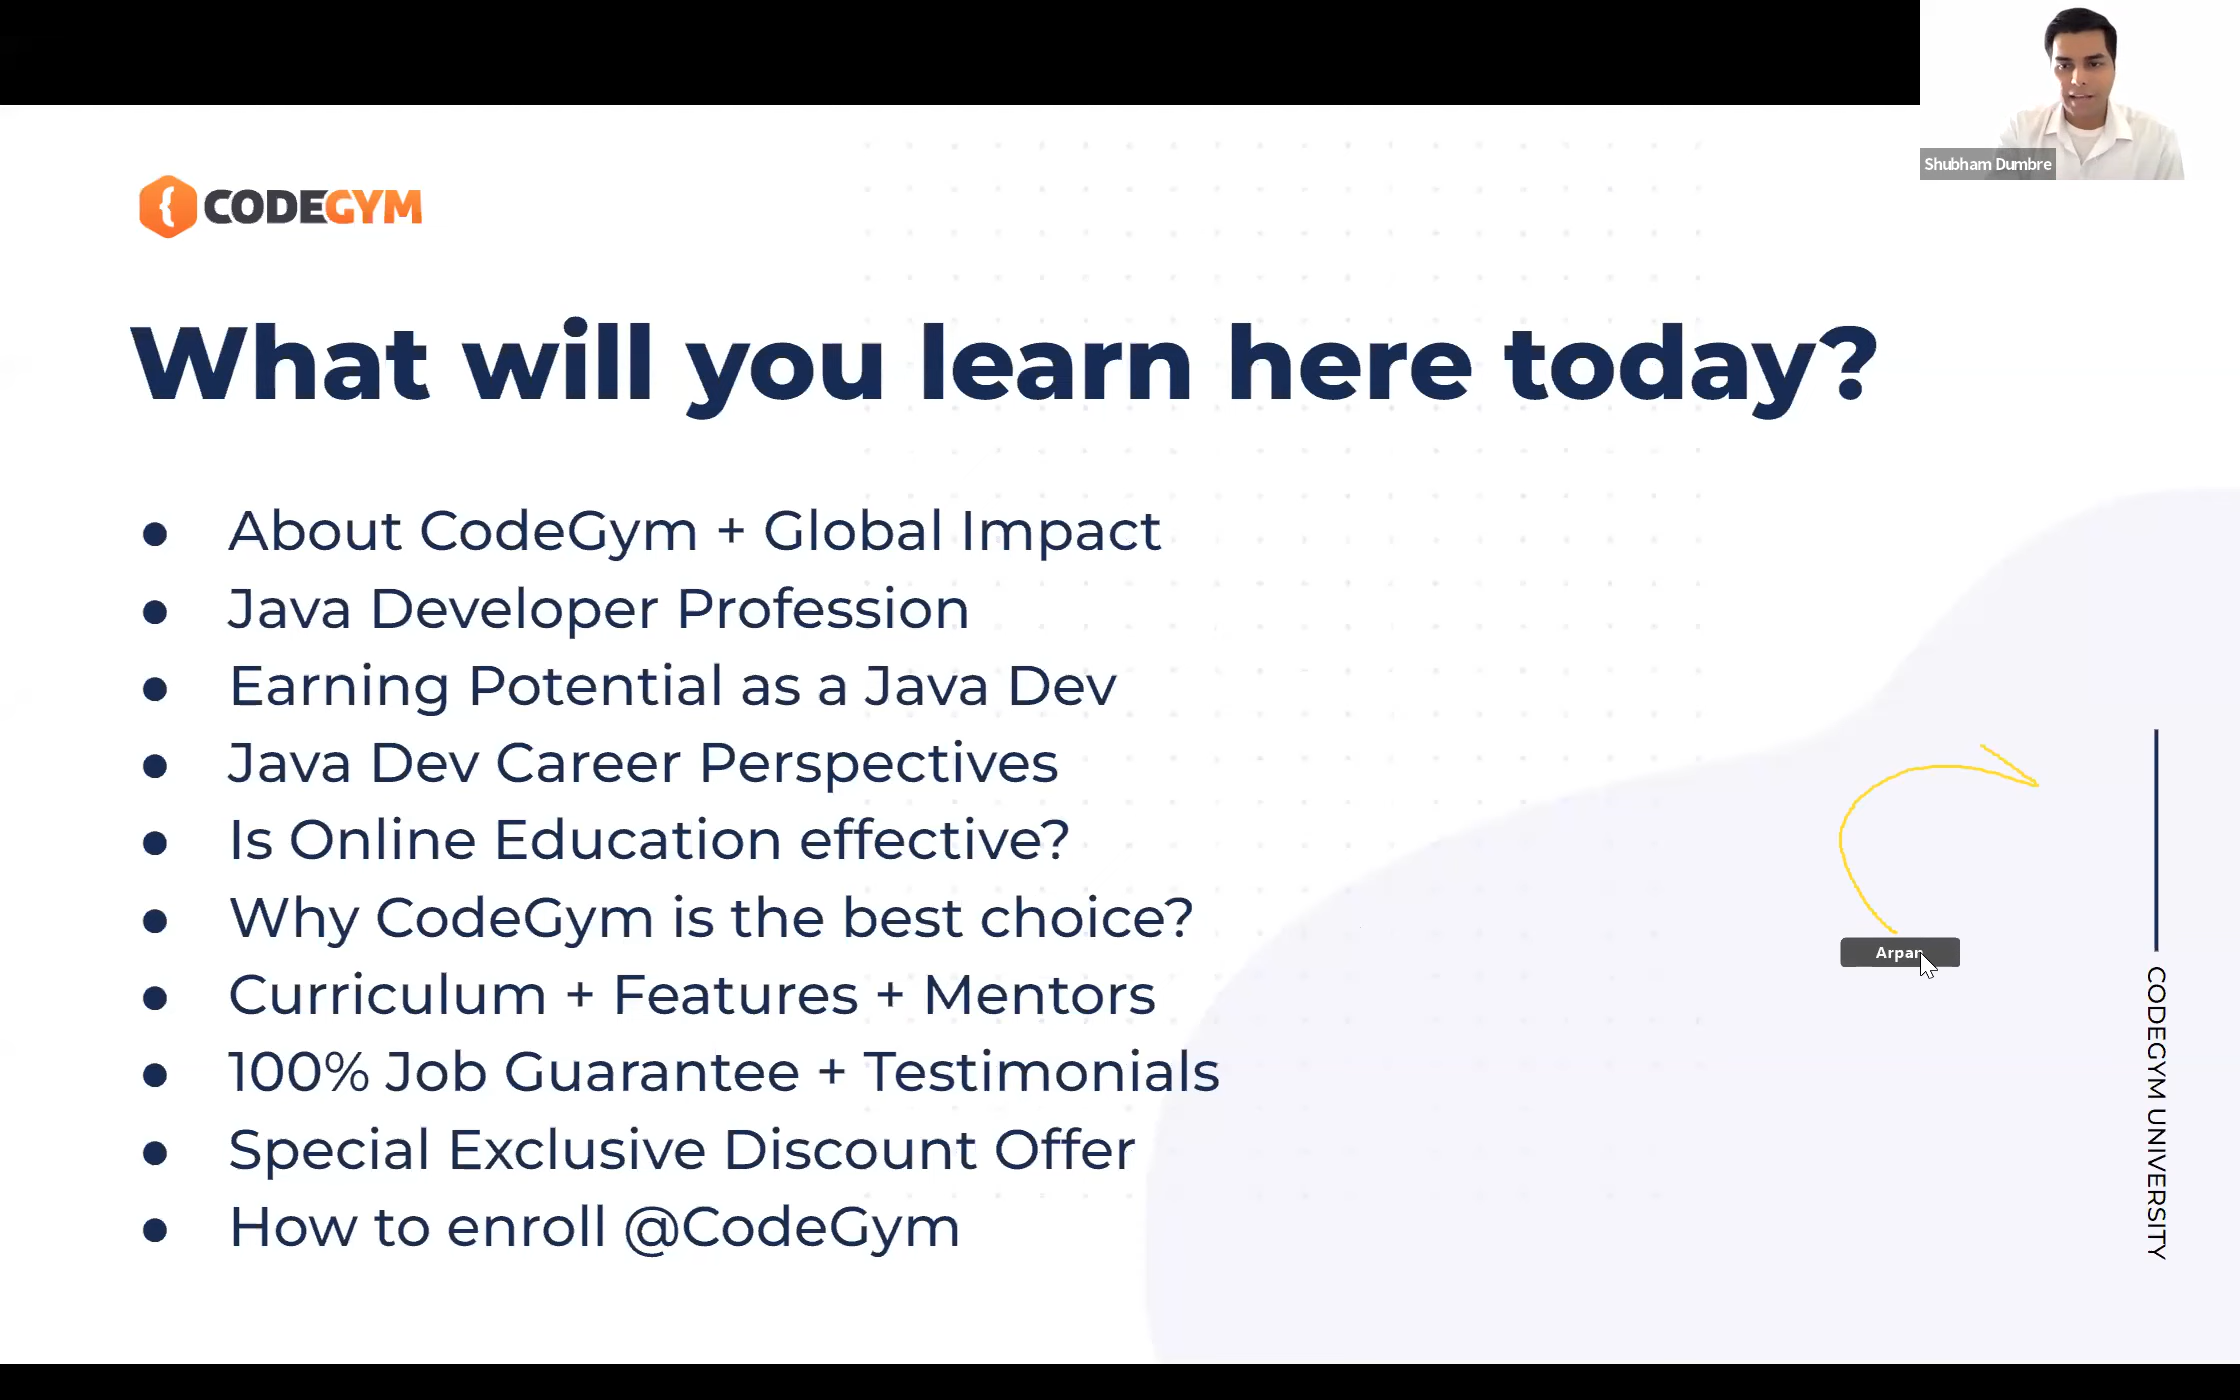 Shubham Dumbre
CODEGYM
What will you learn here today?
● About CodeGym + Global Impact
● Java Developer Profession
● Earning Potential as a Java Dev
● Java Dev Career Perspectives
● Is Online Education effective?
● Why CodeGym is the best choice?
● Curriculum + Features + Mentors
● 100% Job Guarantee + Testimonials
● Special Exclusive Discount Offer
● How to enroll @CodeGym
Arpan
CODEGYM UNIVERSITY